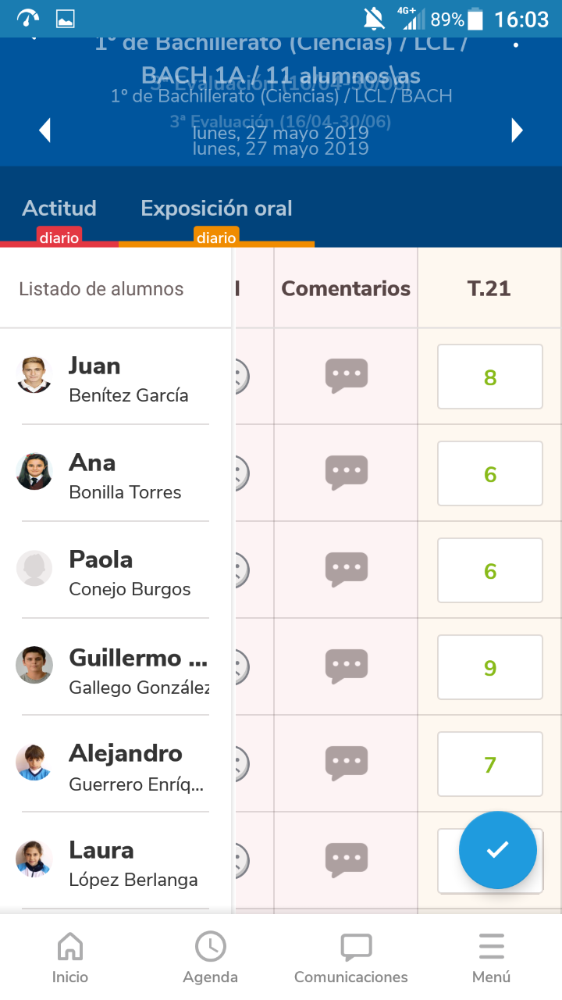 4G+ 89% 16:03
1º de Bachillerato (Ciencias) / LCL /
BACH 1A / 11 alumnos\as
3ª Evaluación (16/04-30/06)
1º de Bachillerato (Ciencias) / LCL / BACH
3ª Evaluación (16/04-30/06)
lunes, 27 mayo 2019
lunes, 27 mayo 2019
Actitud Exposición oral
diario diario
Listado de alumnos Comentarios T.21
Juan
Benítez García 8
Ana
Bonilla Torres 6
Paola
Conejo Burgos 6
Guillermo ...
Gallego González 9
Alejandro
Guerrero Enríq... 7
Laura
López Berlanga
Inicio Agenda Comunicaciones Menú